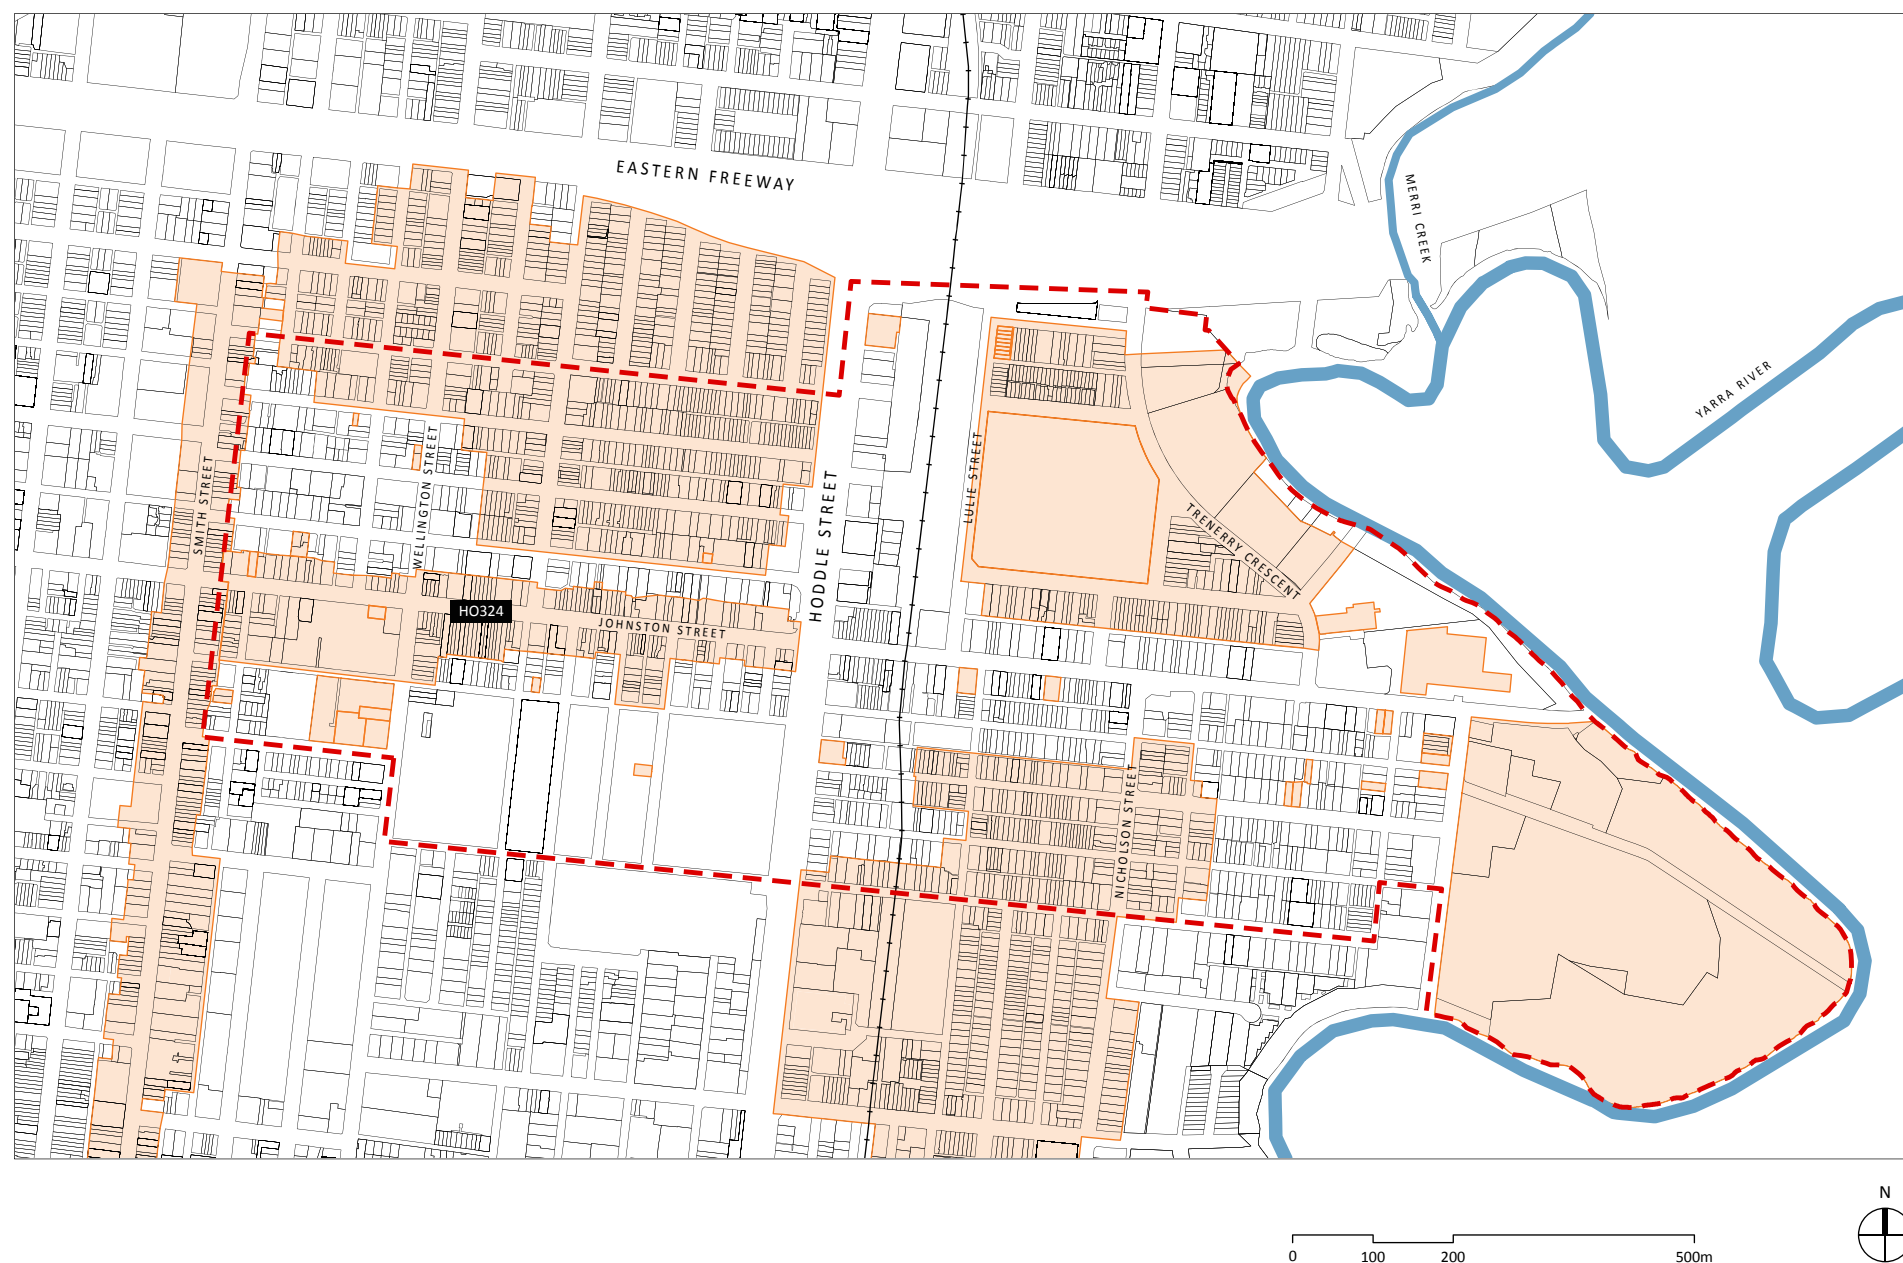 EASTERN FREEWAY
MERRI CREEK
YARRA RIVER
SMITH STREET
WELLINGTON STREET
HODDLE STREET
LULIE STREET
TRENERRY CRESCENT
HO324
JOHNSTON STREET
NICHOLSON STREET
N
0 100 200 500m